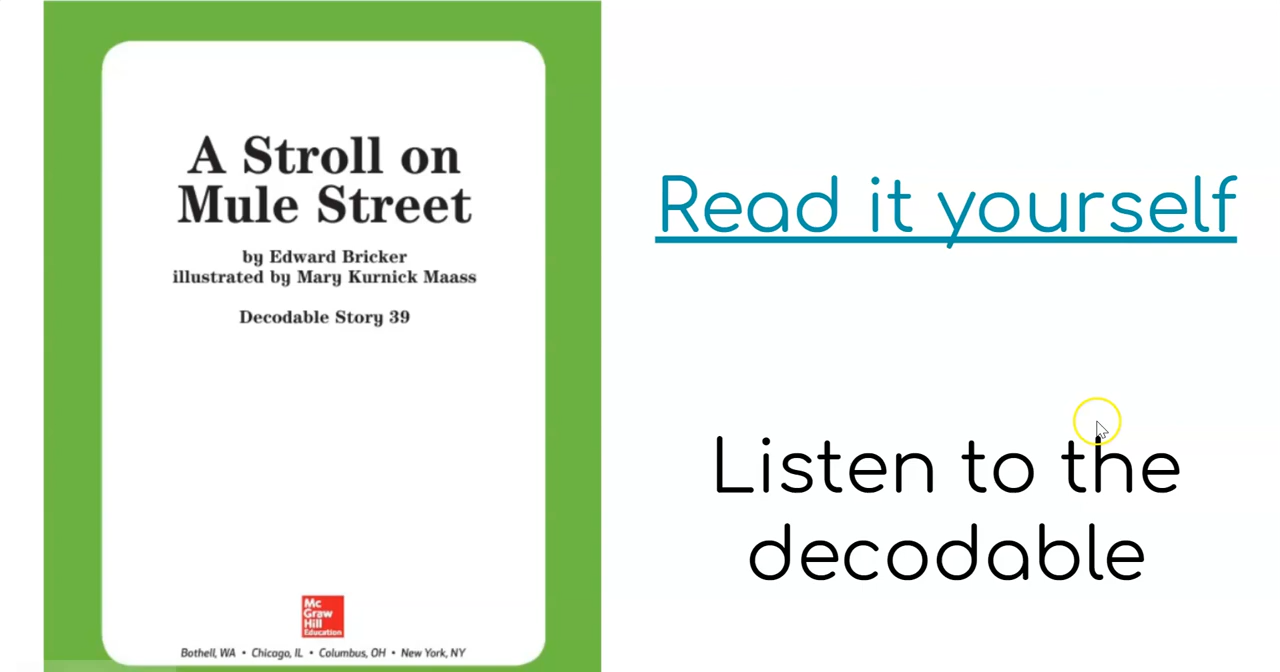 A Stroll on
Mule Street
by Edward Bricker
illustrated by Mary Kurnick Maass
Decodable Story 39
Mc
Graw
Hill
Education
Bothell, WA • Chicago, IL • Columbus, OH • New York, NY
Read it yourself
Listen to the
decodable